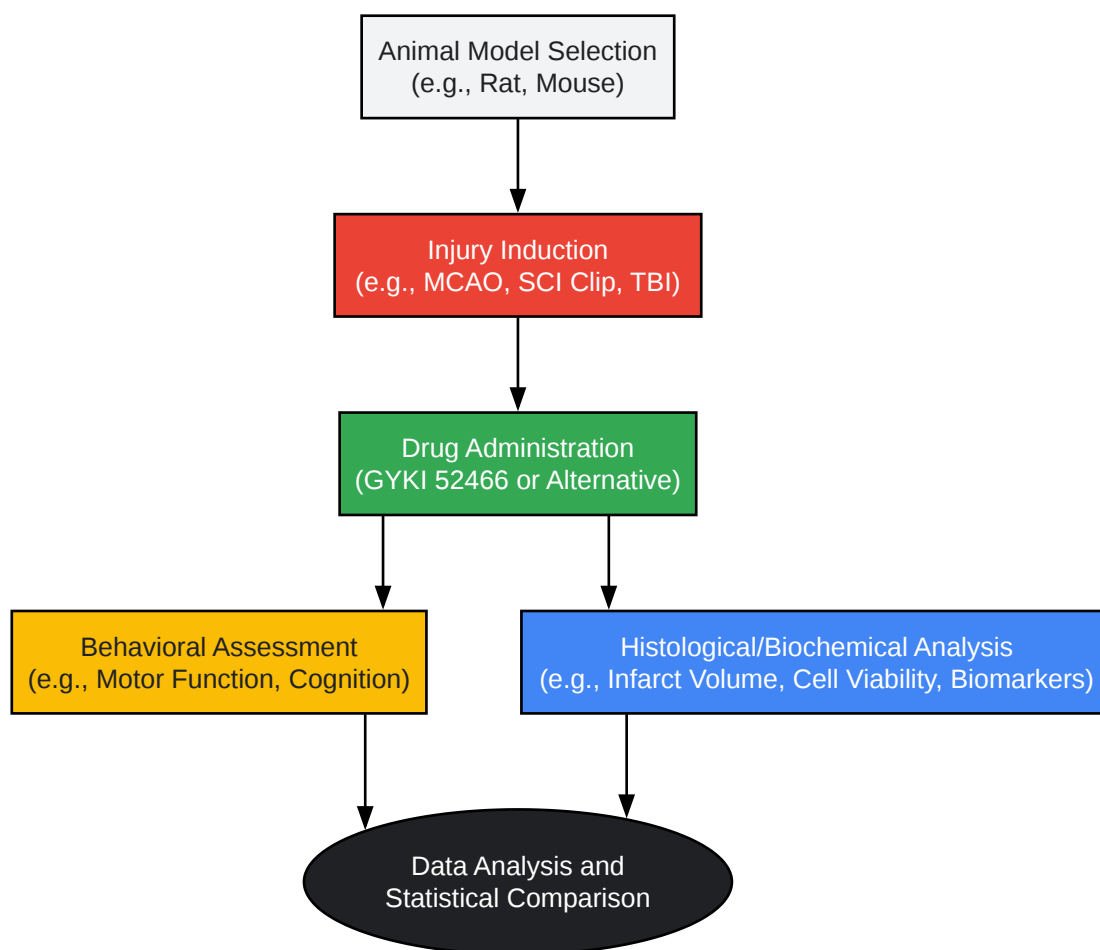 Animal Model Selection
(e.g., Rat, Mouse)
Injury Induction
(e.g., MCAO, SCI Clip, TBI)
Drug Administration
(GYKI 52466 or Alternative)
Behavioral Assessment
(e.g., Motor Function, Cognition)
Histological/Biochemical Analysis
(e.g., Infarct Volume, Cell Viability, Biomarkers)
Data Analysis and
Statistical Comparison